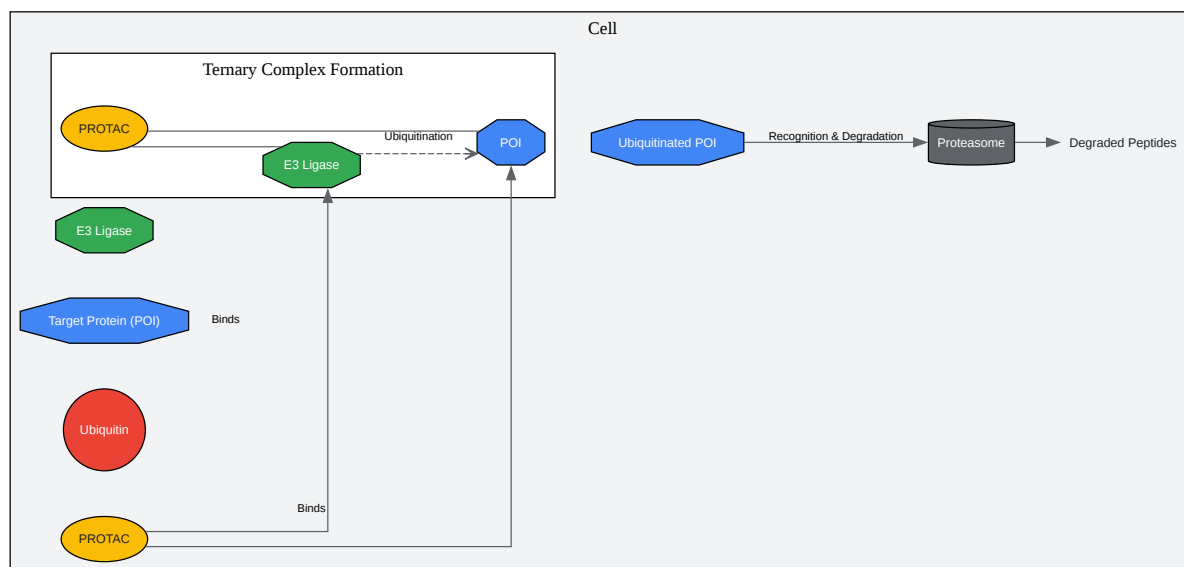 Cell
Ternary Complex Formation
PROTAC
Ubiquitination
POI
E3 Ligase
Ubiquitinated POI
Recognition & Degradation
Proteasome
Degraded Peptides
E3 Ligase
Target Protein (POI)
Binds
Ubiquitin
Binds
PROTAC